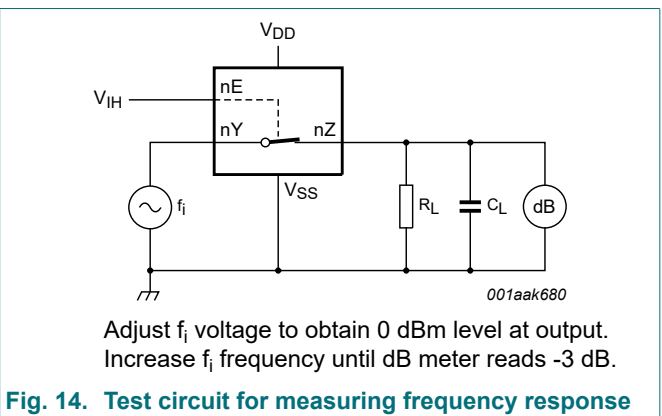 VDD
nE
VIH
nY
nZ
VSS
fi
RL
CL
dB
001aak680
Adjust fi voltage to obtain 0 dBm level at output.
Increase fi frequency until dB meter reads -3 dB.
Fig. 14. Test circuit for measuring frequency response